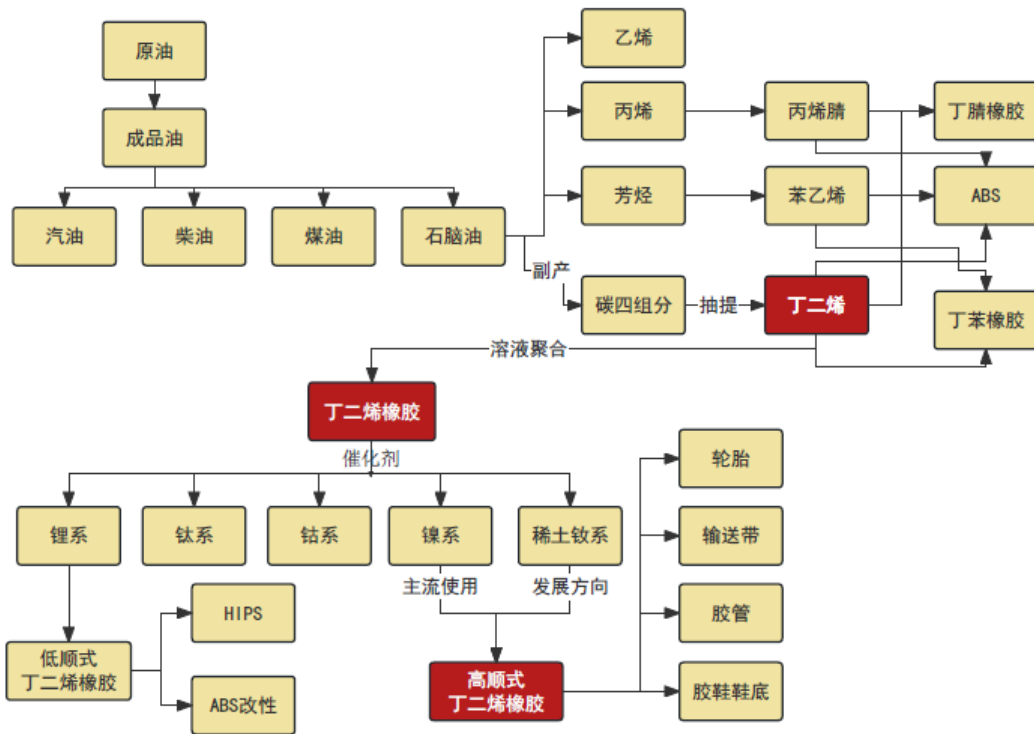 原油
成品油
汽油
柴油
煤油
石脑油
副产
乙烯
丙烯
芳烃
碳四组分
抽提
丙烯腈
苯乙烯
丁二烯
丁腈橡胶
ABS
丁苯橡胶
溶液聚合
丁二烯橡胶
催化剂
锂系
钛系
钴系
镍系
稀土钕系
主流使用
发展方向
低顺式
丁二烯橡胶
HIPS
ABS改性
高顺式
丁二烯橡胶
轮胎
输送带
胶管
胶鞋鞋底